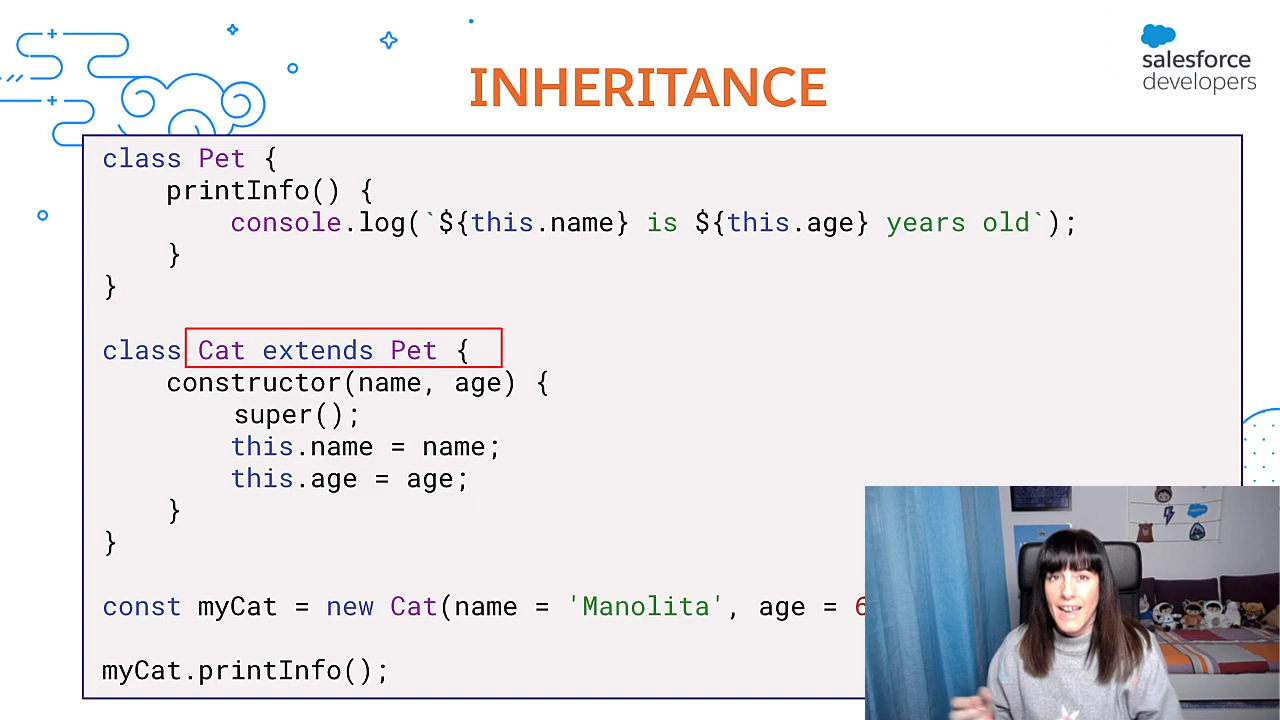 INHERITANCE
salesforce
developers
class Pet {
    printInfo() {
        console.log(`${this.name} is ${this.age} years old`);
    }
}
class Cat extends Pet {
    constructor(name, age) {
        super();
        this.name = name;
        this.age = age;
    }
}
const myCat = new Cat(name = 'Manolita', age = 6
myCat.printInfo();